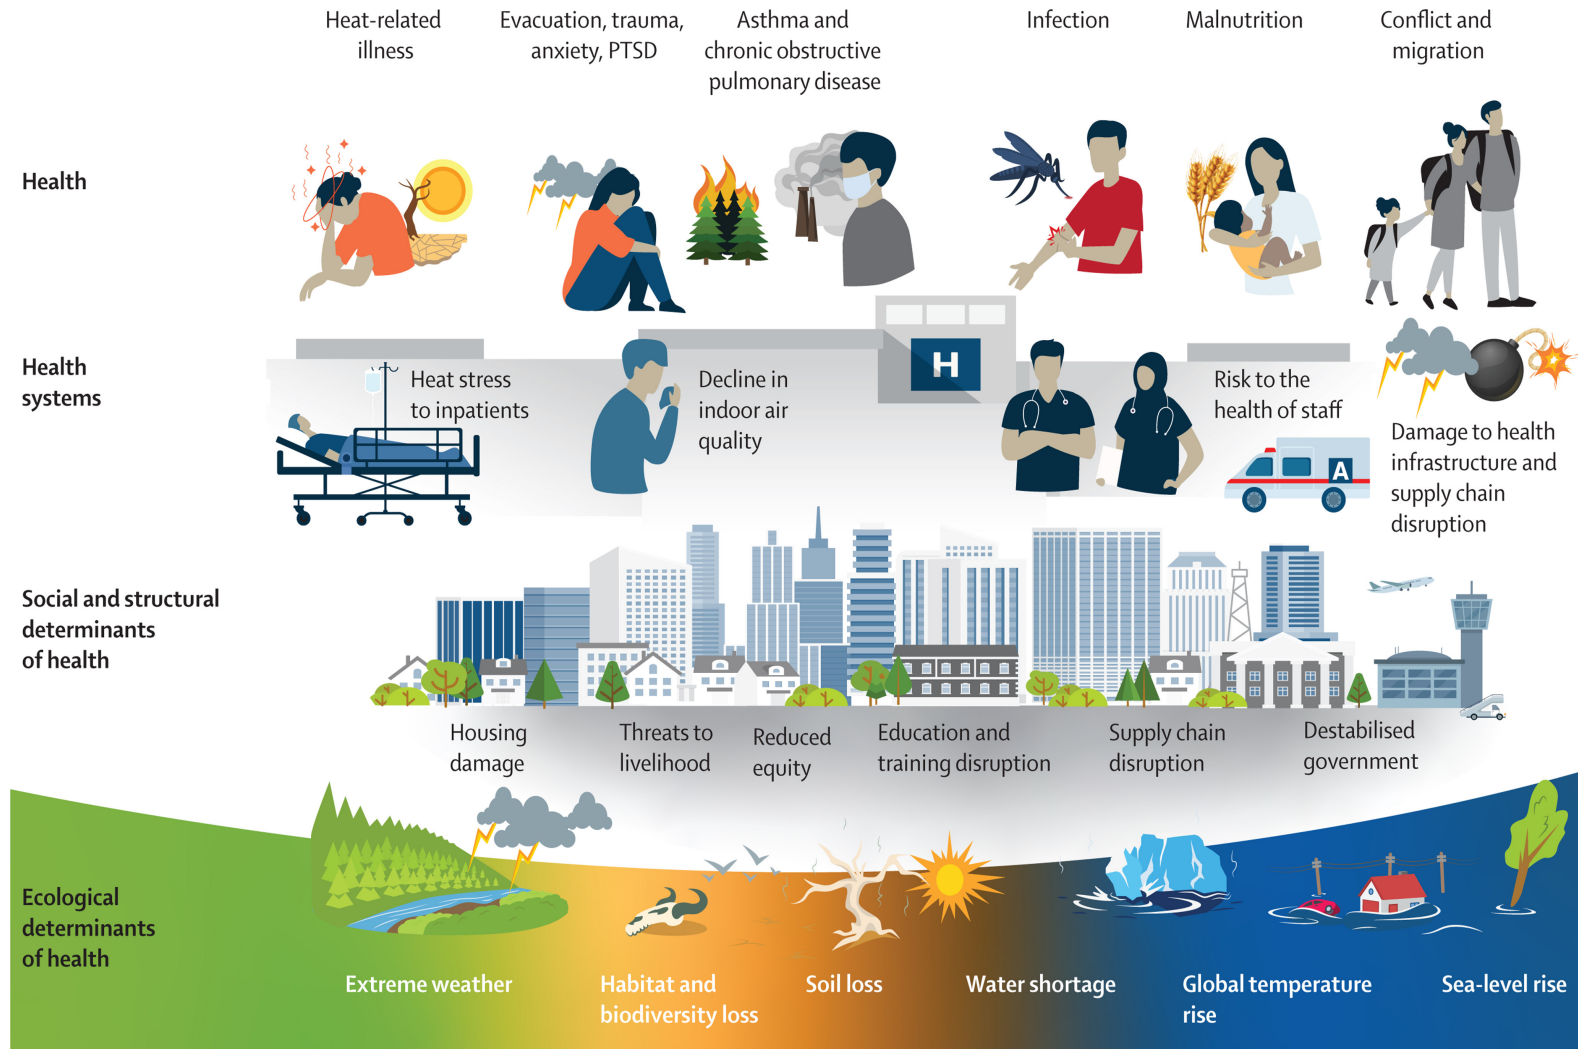 Heat-related
illness
Evacuation, trauma,
anxiety, PTSD
Asthma and
chronic obstructive
pulmonary disease
Infection
Malnutrition
Conflict and
migration
Health
Health
systems
Heat stress
to inpatients
Decline in
indoor air
quality
H
Risk to the
health of staff
A
Damage to health
infrastructure and
supply chain
disruption
Social and structural
determinants
of health
Housing
damage
Threats to
livelihood
Reduced
equity
Education and
training disruption
Supply chain
disruption
Destabilised
government
Ecological
determinants
of health
Extreme weather
Habitat and
biodiversity loss
Soil loss
Water shortage
Global temperature
rise
Sea-level rise